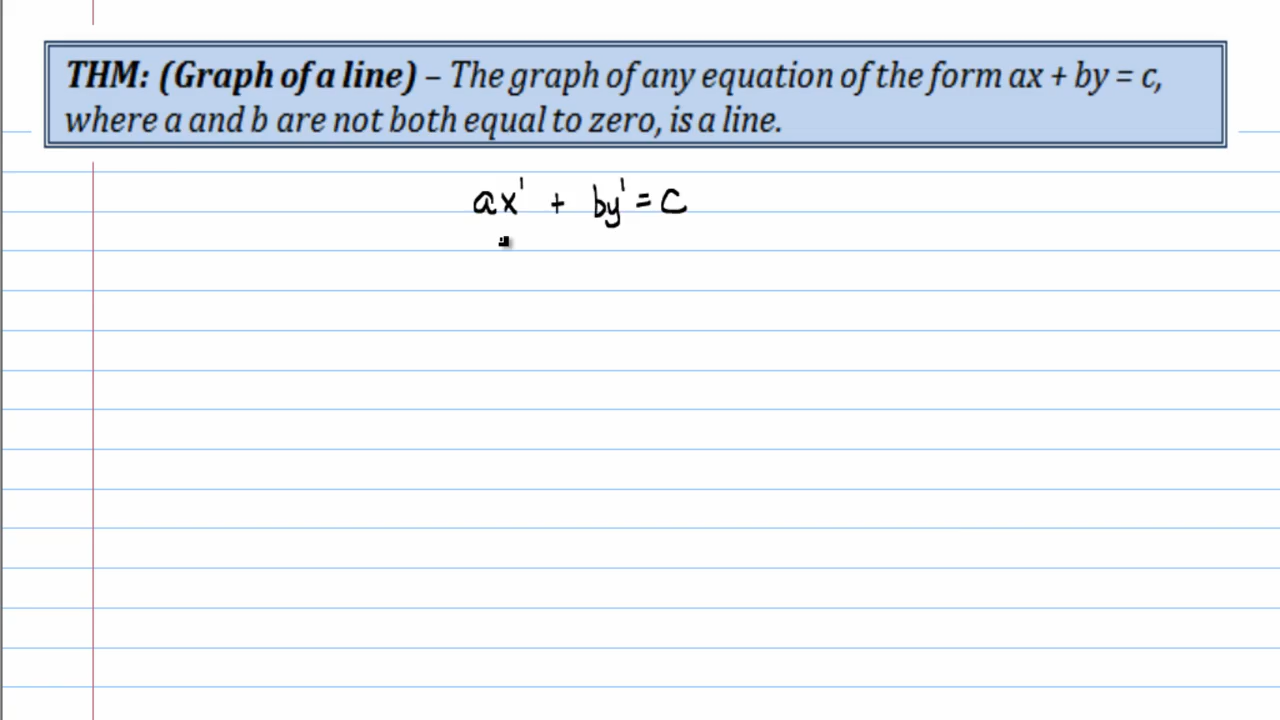 THM: (Graph of a line) – The graph of any equation of the form ax + by = c,
where a and b are not both equal to zero, is a line.
ax¹ + by¹ = c